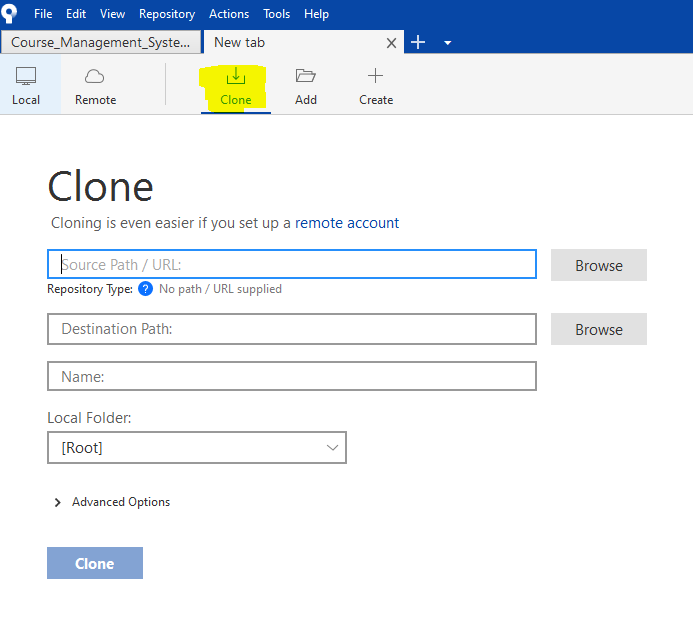 File Edit View Repository Actions Tools Help
Course_Management_Syste... New tab
Local Remote Clone Add Create
Clone
Cloning is even easier if you set up a remote account
Source Path / URL: Browse
Repository Type: ? No path / URL supplied
Destination Path: Browse
Name:
Local Folder:
[Root]
Advanced Options
Clone